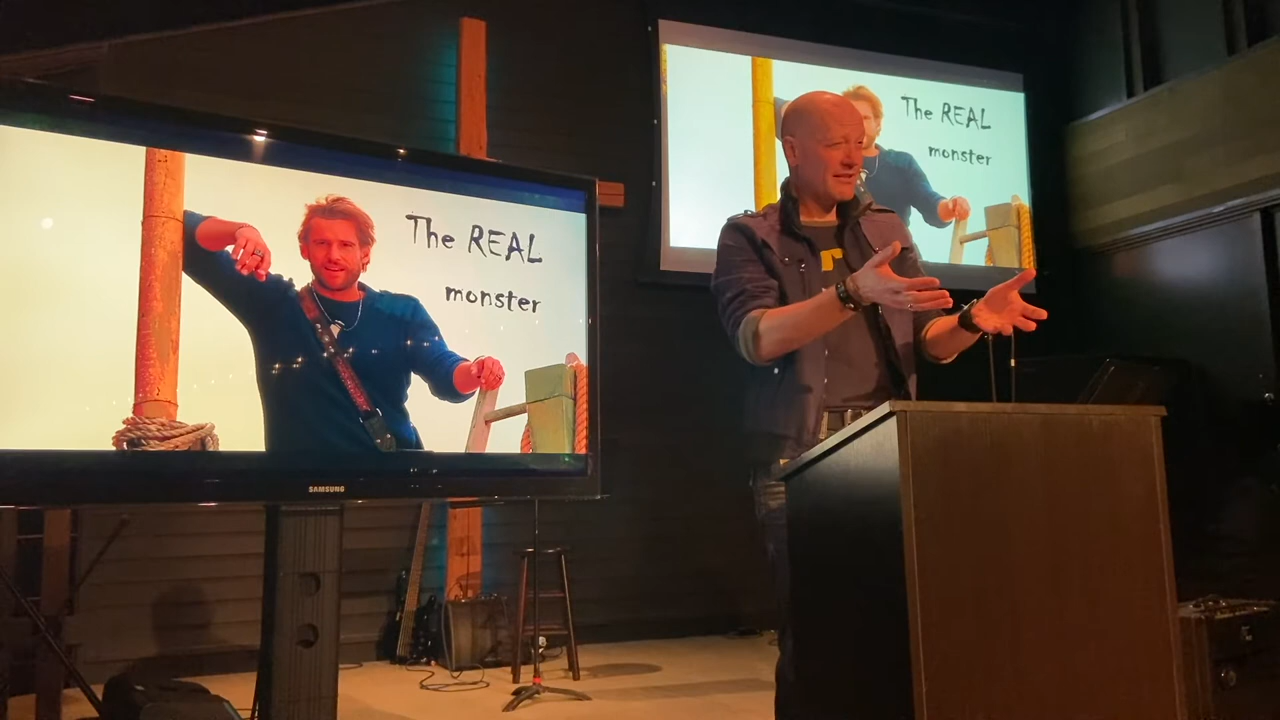 The REAL
monster
SAMSUNG
The REAL
monster